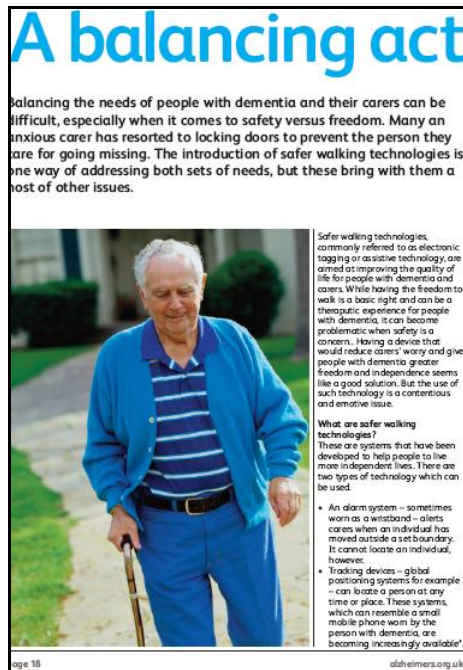 A balancing act
Balancing the needs of people with dementia and their carers can be
difficult, especially when it comes to safety versus freedom. Many an
anxious carer has resorted to locking doors to prevent the person they
care for going missing. The introduction of safer walking technologies is
one way of addressing both sets of needs, but these bring with them a
host of other issues.
Safer walking technologies,
commonly referred to as electronic
tagging or assistive technology, are
aimed at improving the quality of
life for people with dementia and
carers. While having the freedom to
walk is a basic right and can be a
theraputic experience for people
with dementia, it can become
problematic when safety is a
concern.. Having a device that
would reduce carers' worry and give
people with dementia greater
freedom and independence seems
like a good solution. But the use of
such technology is a contentious
and emotive issue.
What are safer walking
technologies?
These are systems that have been
developed to help people to live
more independent lives. There are
two types of technology which can
be used.
• An alarm system – sometimes
worn as a wristband – alerts
carers when an individual has
moved outside a set boundary.
It cannot locate an individual,
however.
• Tracking devices – global
positioning systems for example
– can locate a person at any
time or place. These systems,
which can resemble a small
mobile phone worn by the
person with dementia, are
becoming increasingly available"
page 18
alzheimers.org.uk